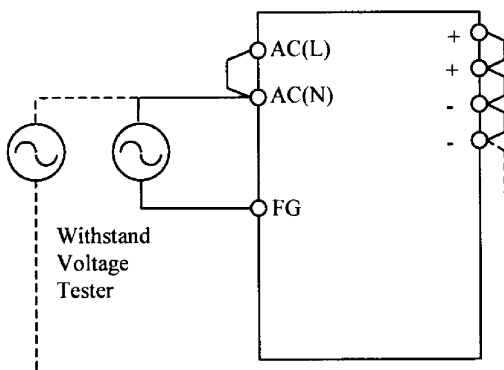 AC(L)
AC(N)
FG
+
+
-
-
Withstand
Voltage
Tester